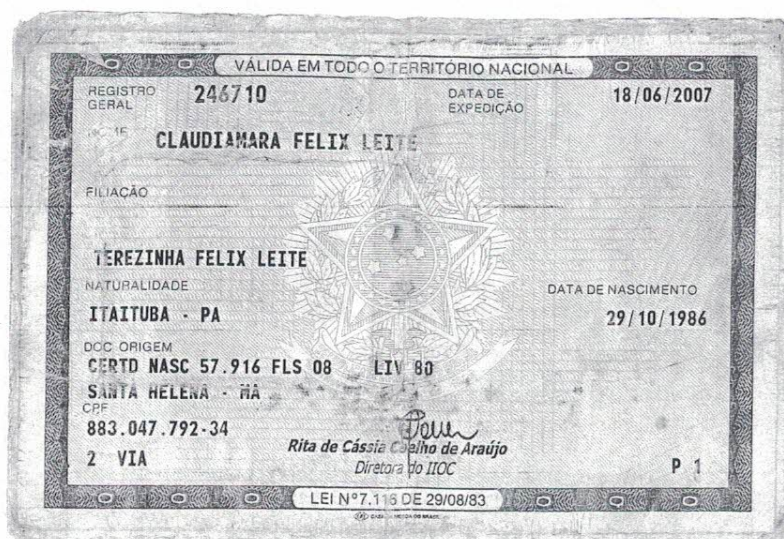 VÁLIDA EM TODO O TERRITÓRIO NACIONAL
REGISTRO GERAL 246710 DATA DE EXPEDIÇÃO 18/06/2007
CLAUDIAMARA FELIX LEITE
FILIAÇÃO
TEREZINHA FELIX LEITE
NATURALIDADE DATA DE NASCIMENTO
ITAITUBA - PA 29/10/1986
DOC ORIGEM
CERTD NASC 57.916 FLS 08 LIV 80
SANTA HELENA - MA
CPF
883.047.792-34
2 VIA
Rita de Cássia Coelho de Araújo
Diretora do IIOC
P 1
LEI Nº 7.116 DE 29/08/83